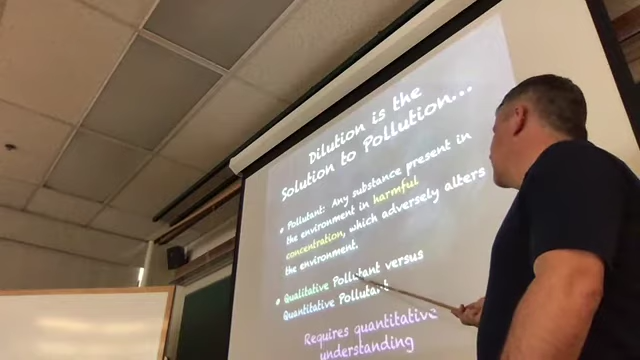 Dilution is the
Solution to Pollution...
• Pollutant: Any substance present in
the environment in harmful
concentration, which adversely alters
the environment.
• Qualitative Pollutant versus
Quantitative Pollutant
Requires quantitative
understanding